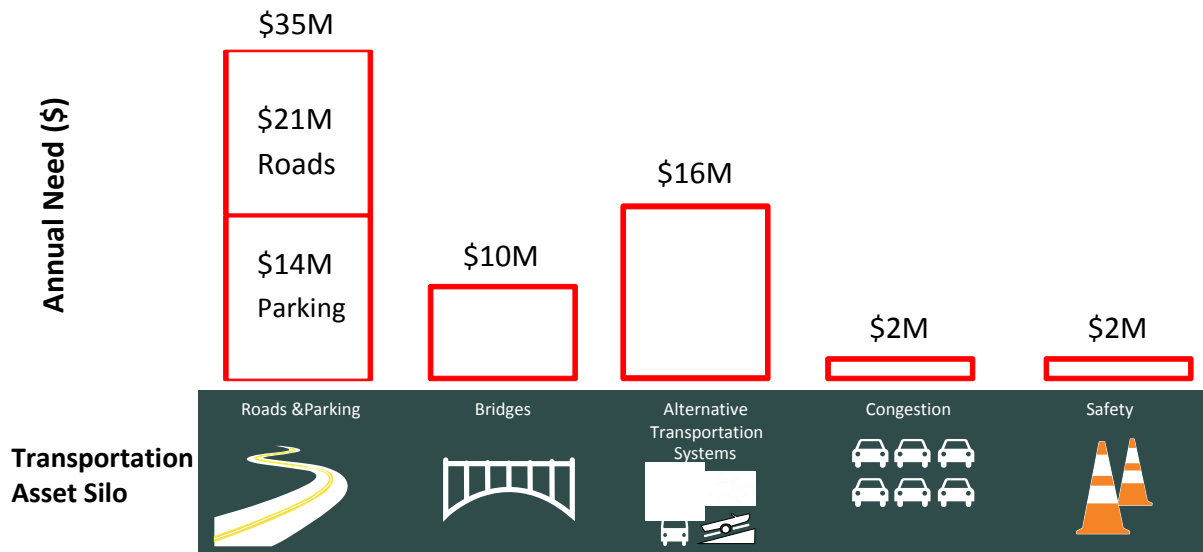 Annual Need ($)
$35M
$21M
Roads
$14M
Parking
$10M
$16M
$2M
$2M
Transportation
Asset Silo
Roads &Parking
Bridges
Alternative
Transportation
Systems
Congestion
Safety